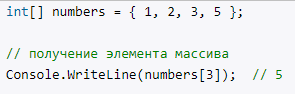 int[] numbers = { 1, 2, 3, 5 };
// получение элемента массива
Console.WriteLine(numbers[3]);  // 5